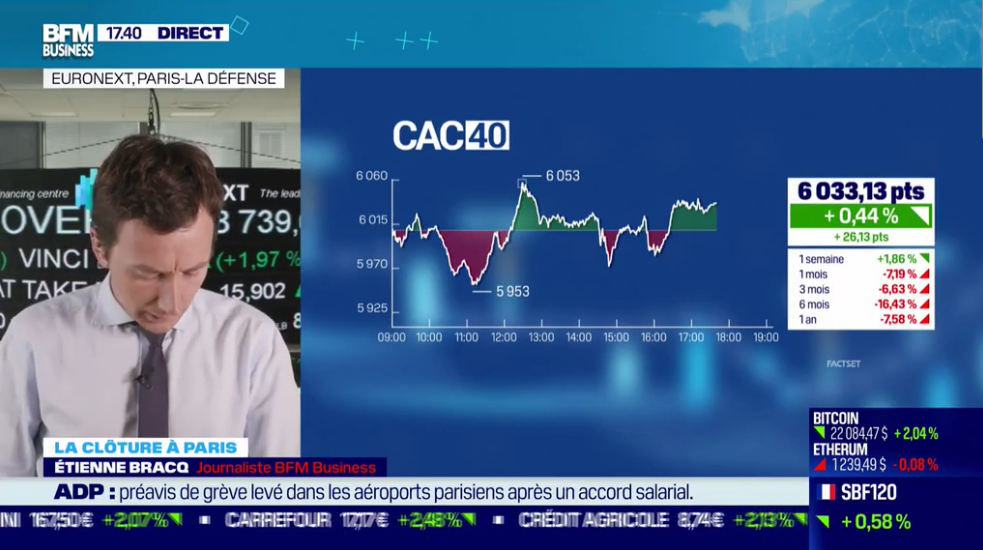 BFM
BUSINESS
17.40 DIRECT
EURONEXT, PARIS-LA DÉFENSE
nancing centre
XT The lead
OVE 3 739,
) VINCI (+1,97 %
AT TAKE 15,902
CAC40
6 060
6 015
5 970
5 925
6 053
5 953
09:00 10:00 11:00 12:00 13:00 14:00 15:00 16:00 17:00 18:00 19:00
6 033,13 pts
+ 0,44 %
+ 26,13 pts
1 semaine +1,86 %
1 mois -7,19 %
3 mois -6,63 %
6 mois -16,43 %
1 an -7,58 %
FACTSET
BITCOIN
22 084,47 $ + 2,04 %
ETHERUM
1 239,49 $ - 0,08 %
LA CLÔTURE À PARIS
ÉTIENNE BRACQ Journaliste BFM Business
ADP : préavis de grève levé dans les aéroports parisiens après un accord salarial.
SBF120
+ 0,58 %
NI 167,50€ +2,07% CARREFOUR 17,17€ +2,48% CRÉDIT AGRICOLE 8,74€ +2,13%